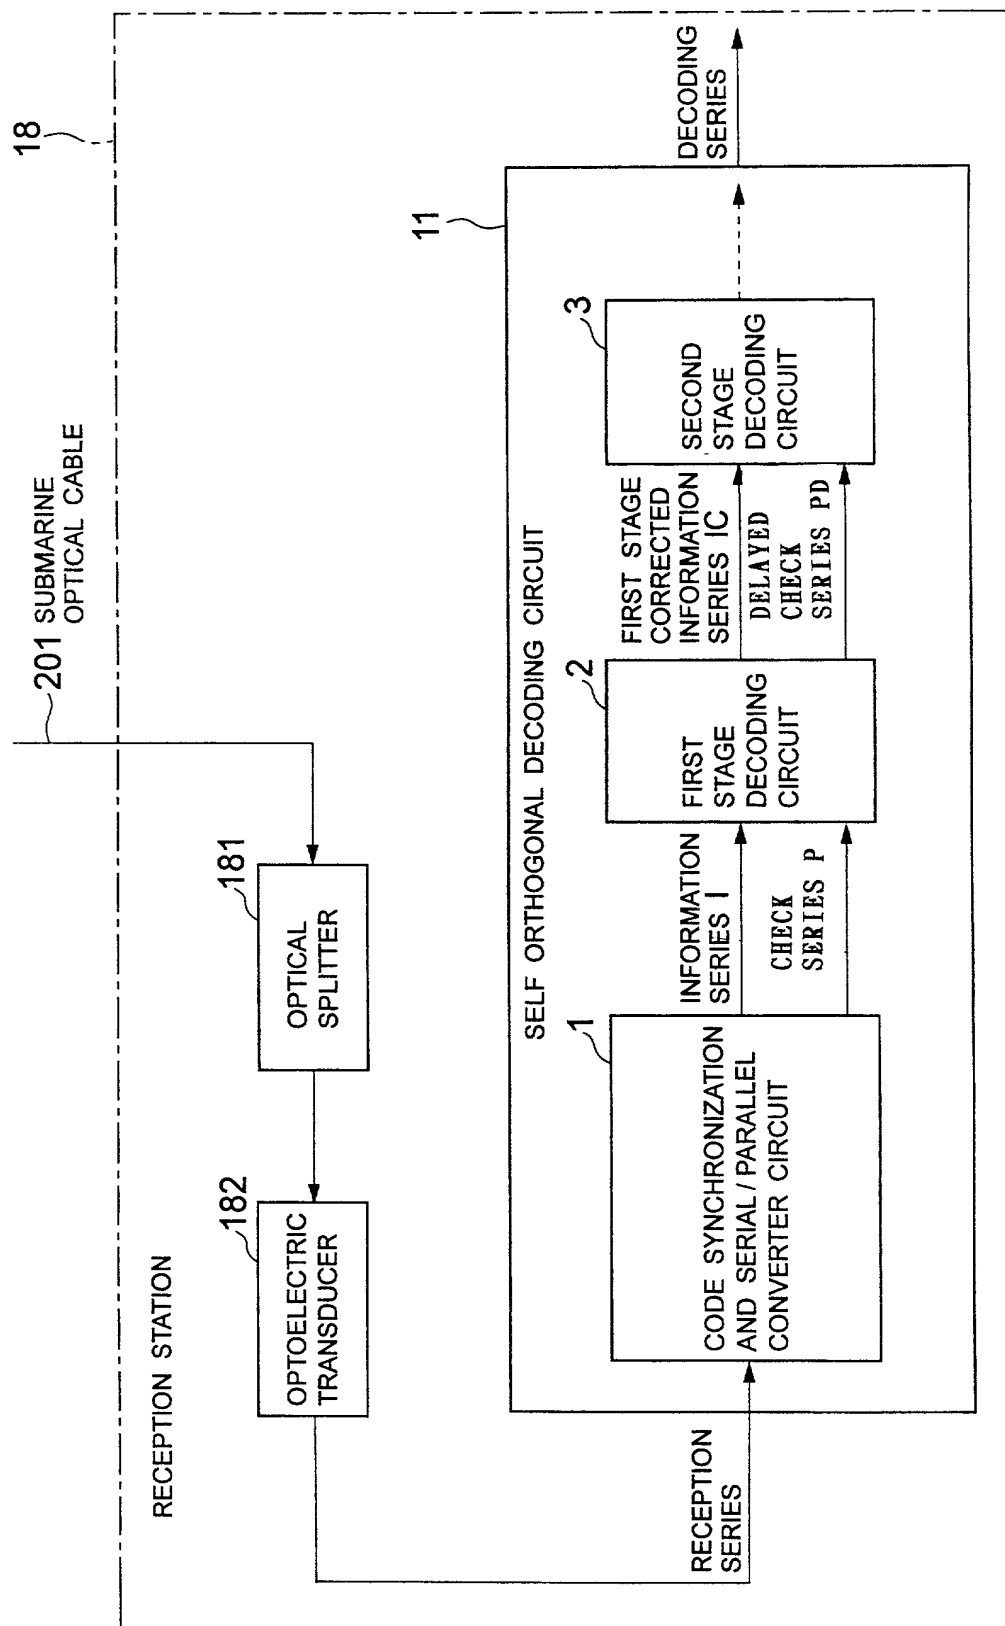 18
201 SUBMARINE
OPTICAL CABLE
RECEPTION STATION
182
OPTOELECTRIC
TRANSDUCER
181
OPTICAL
SPLITTER
11
SELF ORTHOGONAL DECODING CIRCUIT
RECEPTION
SERIES
1
CODE SYNCHRONIZATION
AND SERIAL / PARALLEL
CONVERTER CIRCUIT
INFORMATION
SERIES I
CHECK
SERIES P
2
FIRST
STAGE
DECODING
CIRCUIT
FIRST STAGE
CORRECTED
INFORMATION
SERIES IC
DELAYED
CHECK
SERIES PD
3
SECOND
STAGE
DECODING
CIRCUIT
DECODING
SERIES